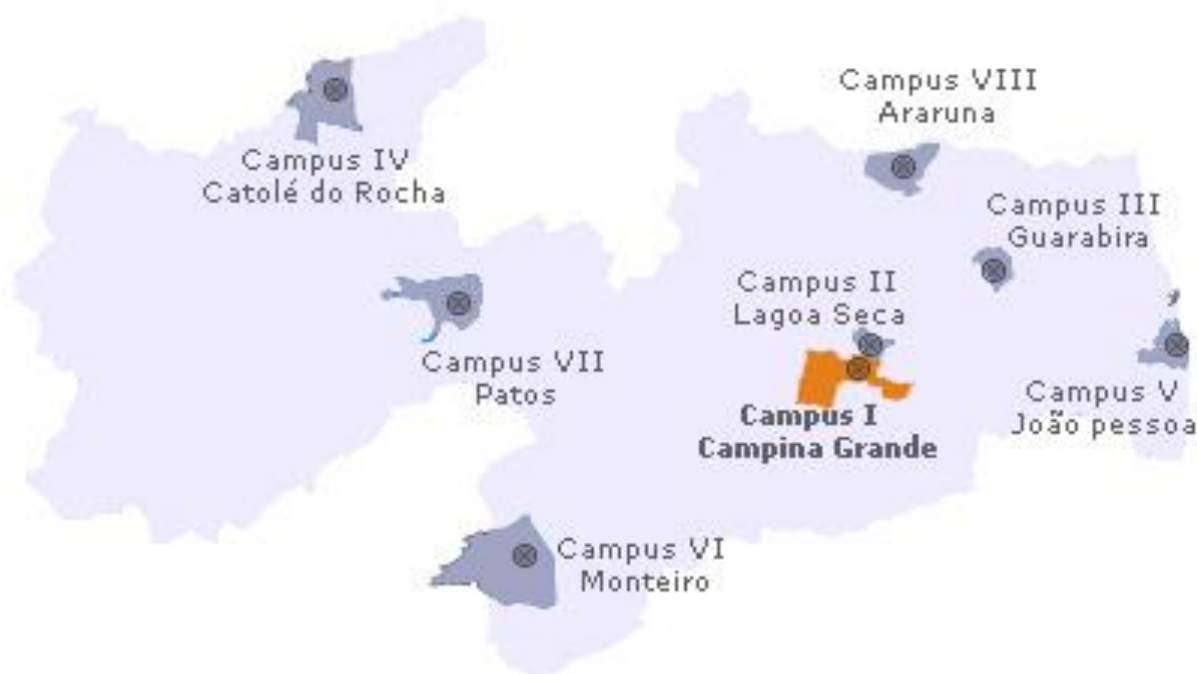 Campus VIII
Araruna
Campus IV
Catolé do Rocha
Campus III
Guarabira
Campus II
Lagoa Seca
Campus VII
Patos
Campus V
João pessoa
Campus I
Campina Grande
Campus VI
Monteiro